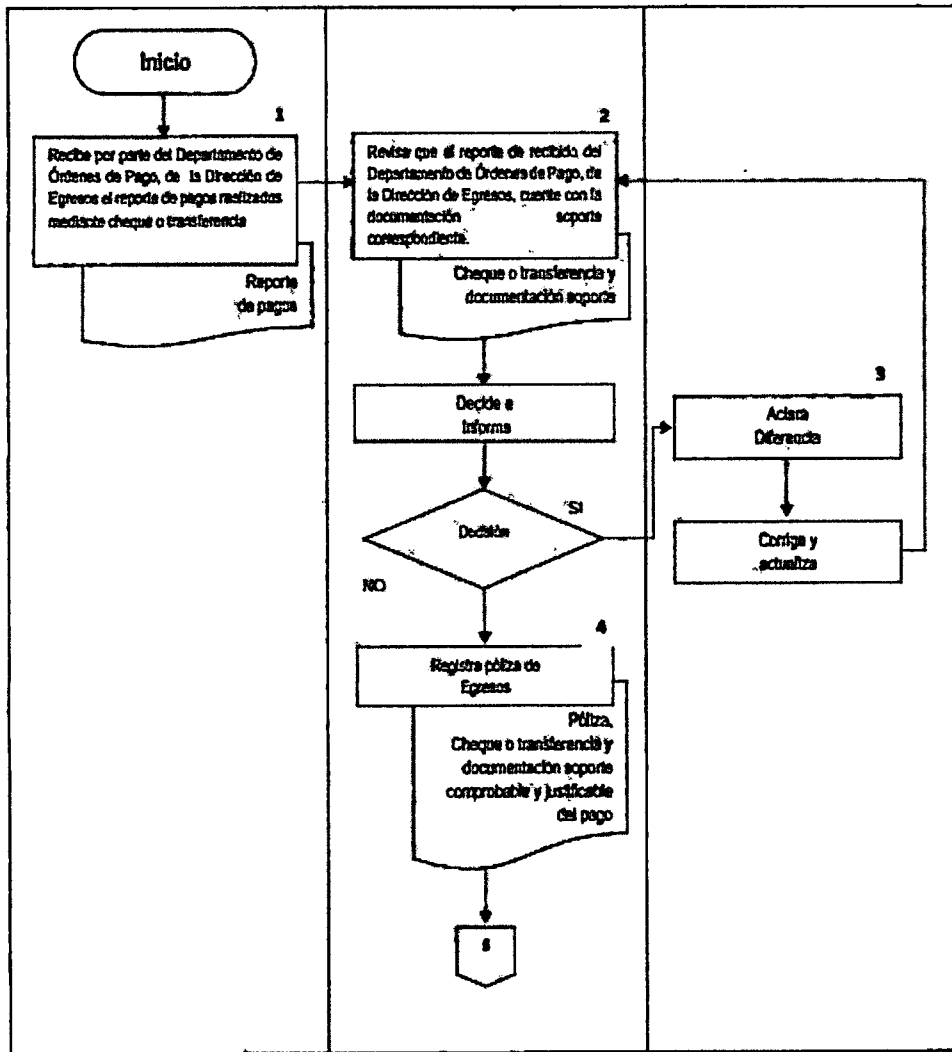 Inicio
1
Recibe por parte del Departamento de
Órdenes de Pago, de la Dirección de
Egresos el reporte de pagos realizados
mediante cheque o transferencia
Reporte
de pagos
2
Revisar que el reporte de recibido del
Departamento de Órdenes de Pago, de
la Dirección de Egresos, cuente con la
documentación soporte
correspondiente.
Cheque o transferencia y
documentación soporte
Decide e
Informa
Decisión
SI
NO
3
Aclara
Diferencia
Corrige y
actualiza
4
Registra póliza de
Egresos
Póliza,
Cheque o transferencia y
documentación soporte
comprobable y justificable
del pago
5